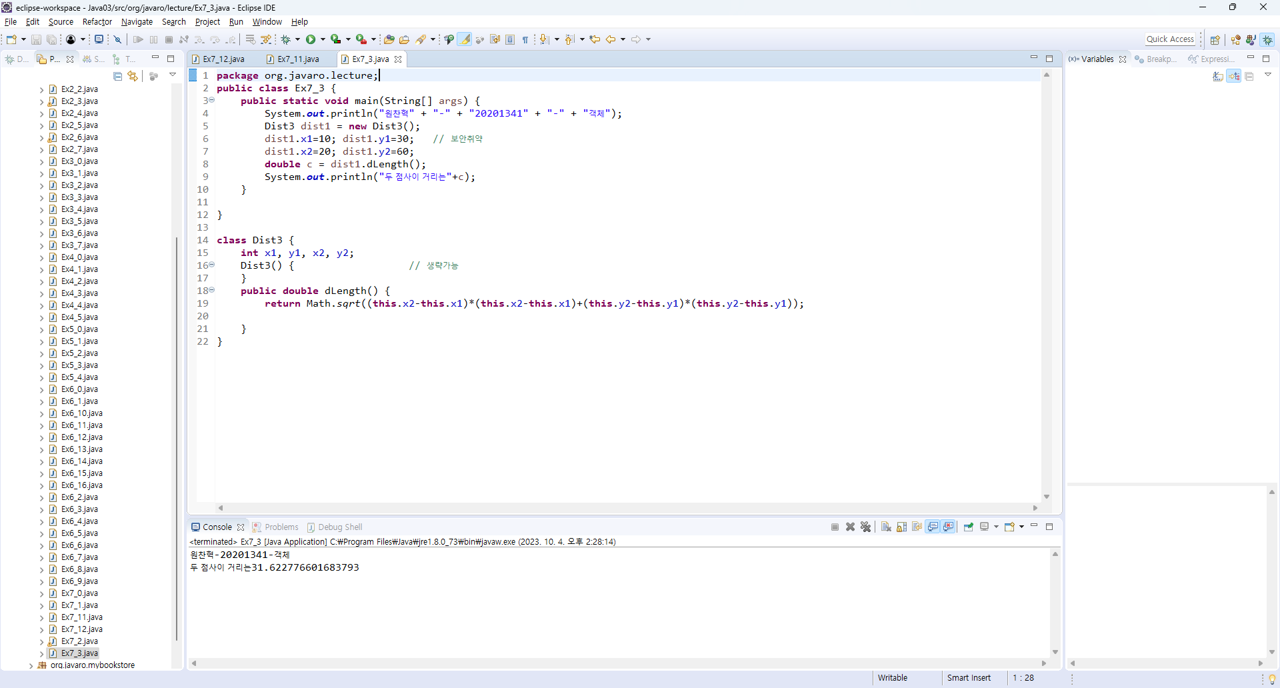 eclipse-workspace - Java03/src/org/javaro/lecture/Ex7_3.java - Eclipse IDE
File Edit Source Refactor Navigate Search Project Run Window Help
Quick Access
D...
P...
S...
T...
Ex2_2.java
Ex2_3.java
Ex2_4.java
Ex2_5.java
Ex2_6.java
Ex2_7.java
Ex3_0.java
Ex3_1.java
Ex3_2.java
Ex3_3.java
Ex3_4.java
Ex3_5.java
Ex3_6.java
Ex3_7.java
Ex4_0.java
Ex4_1.java
Ex4_2.java
Ex4_3.java
Ex4_4.java
Ex4_5.java
Ex5_0.java
Ex5_1.java
Ex5_2.java
Ex5_3.java
Ex5_4.java
Ex6_0.java
Ex6_1.java
Ex6_10.java
Ex6_11.java
Ex6_12.java
Ex6_13.java
Ex6_14.java
Ex6_15.java
Ex6_16.java
Ex6_2.java
Ex6_3.java
Ex6_4.java
Ex6_5.java
Ex6_6.java
Ex6_7.java
Ex6_8.java
Ex6_9.java
Ex7_0.java
Ex7_1.java
Ex7_11.java
Ex7_12.java
Ex7_2.java
Ex7_3.java
org.javaro.mybookstore
Ex7_12.java Ex7_11.java Ex7_3.java
1 package org.javaro.lecture;
2 public class Ex7_3 {
3 public static void main(String[] args) {
4 System.out.println("원찬혁" + "-" + "20201341" + "-" + "객체");
5 Dist3 dist1 = new Dist3();
6 dist1.x1=10; dist1.y1=30; // 보안취약
7 dist1.x2=20; dist1.y2=60;
8 double c = dist1.dLength();
9 System.out.println("두 점사이 거리는"+c);
10 }
11
12 }
13
14 class Dist3 {
15 int x1, y1, x2, y2;
16 Dist3() { // 생략가능
17 }
18 public double dLength() {
19 return Math.sqrt((this.x2-this.x1)*(this.x2-this.x1)+(this.y2-this.y1)*(this.y2-this.y1));
20
21 }
22 }
Variables Breakp... Expressi...
Console Problems Debug Shell
<terminated> Ex7_3 [Java Application] C:₩Program Files₩Java₩jre1.8.0_73₩bin₩javaw.exe (2023. 10. 4. 오후 2:28:14)
원찬혁-20201341-객체
두 점사이 거리는31.622776601683793
Writable Smart Insert 1 : 28